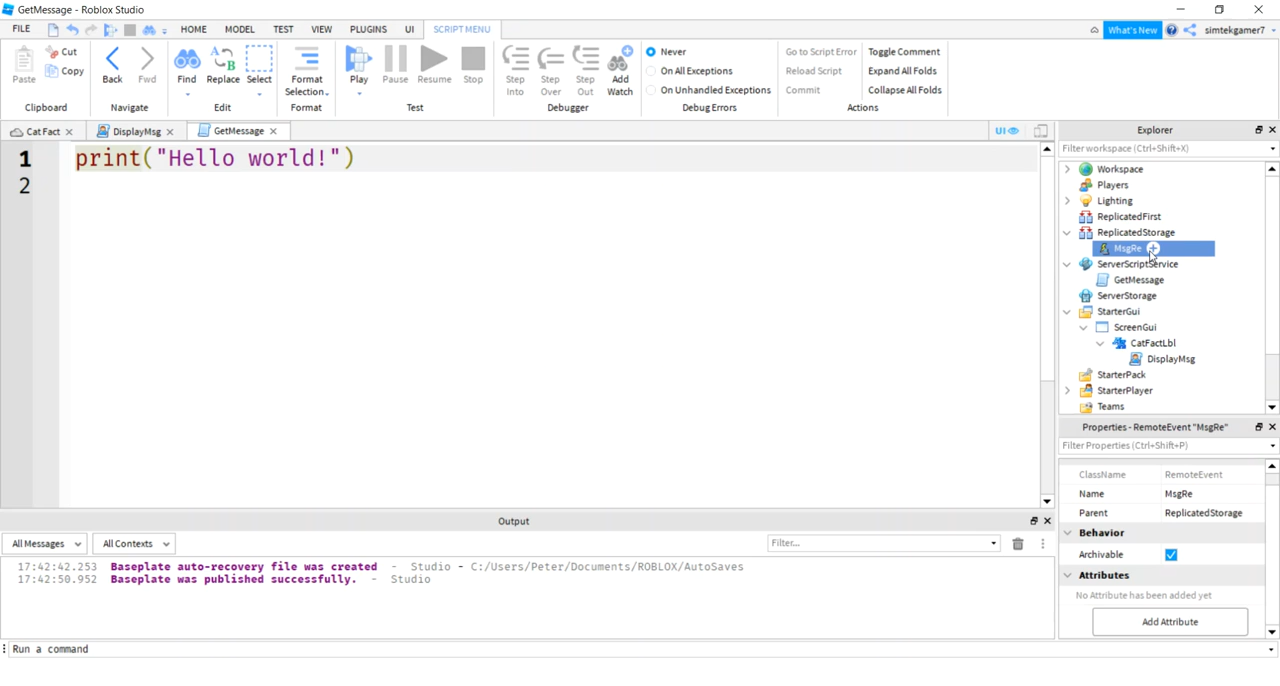 GetMessage - Roblox Studio
FILE HOME MODEL TEST VIEW PLUGINS UI SCRIPT MENU What's New simtekgamer7
Paste Cut Copy Back Fwd Find Replace Select Format Selection Play Pause Resume Stop Step Into Step Over Step Out Add Watch
Never
On All Exceptions
On Unhandled Exceptions
Go to Script Error
Reload Script
Commit
Toggle Comment
Expand All Folds
Collapse All Folds
Clipboard Navigate Edit Format Test Debugger Debug Errors Actions
Cat Fact DisplayMsg GetMessage UI
1 print("Hello world!")
2
Explorer
Filter workspace (Ctrl+Shift+X)
Workspace
Players
Lighting
ReplicatedFirst
ReplicatedStorage
MsgRe
ServerScriptService
GetMessage
ServerStorage
StarterGui
ScreenGui
CatFactLbl
DisplayMsg
StarterPack
StarterPlayer
Teams
Properties - RemoteEvent "MsgRe"
Filter Properties (Ctrl+Shift+P)
ClassName RemoteEvent
Name MsgRe
Parent ReplicatedStorage
Behavior
Archivable
Attributes
No Attribute has been added yet
Add Attribute
Output
All Messages All Contexts Filter...
17:42:42.253 Baseplate auto-recovery file was created - Studio - C:/Users/Peter/Documents/ROBLOX/AutoSaves
17:42:50.952 Baseplate was published successfully. - Studio
Run a command